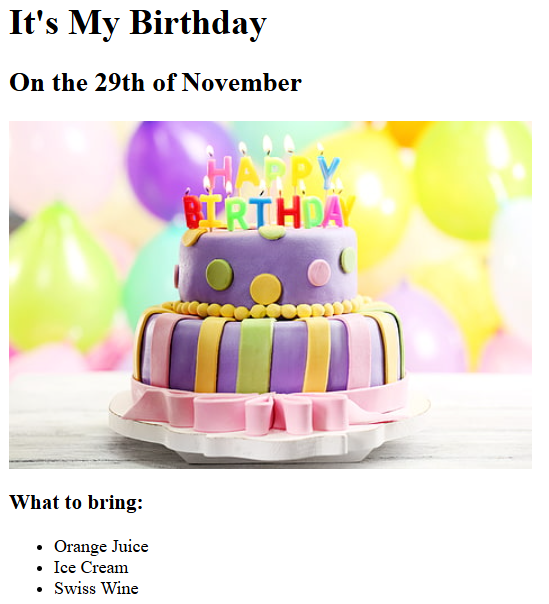 It's My Birthday
On the 29th of November
HAPPY
BIRTHDAY
What to bring:
Orange Juice
Ice Cream
Swiss Wine